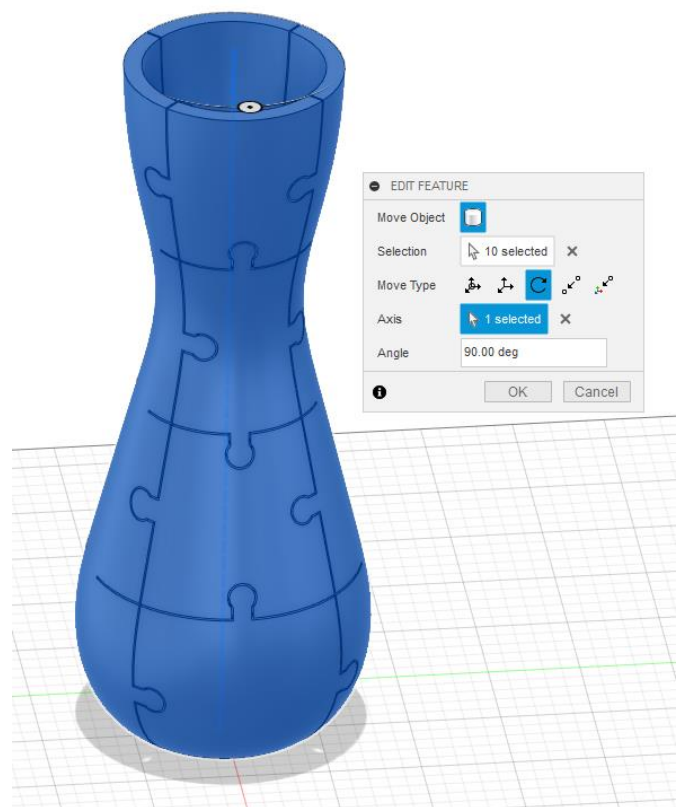 EDIT FEATURE
Move Object
Selection 10 selected
Move Type
Axis 1 selected
Angle 90.00 deg
OK Cancel